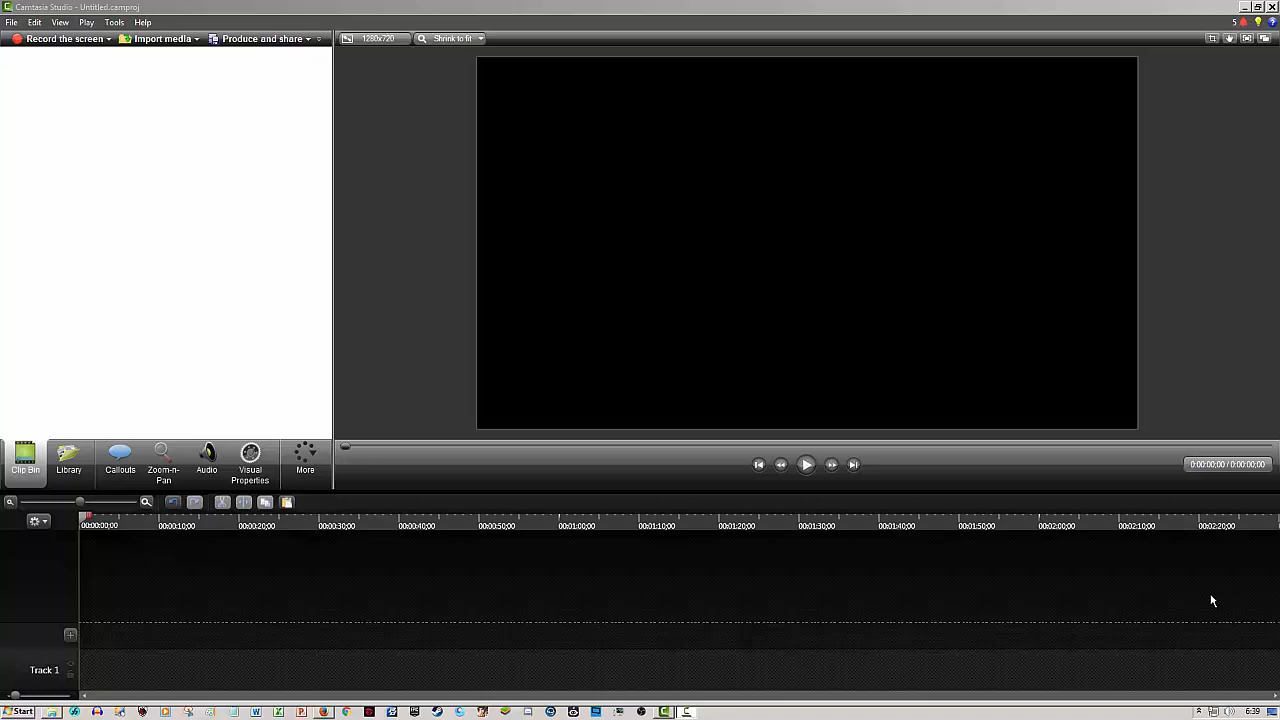 Camtasia Studio - Untitled.camproj
File Edit View Play Tools Help
5
Record the screen Import media Produce and share
1280x720 Shrink to fit
Clip Bin Library Callouts Zoom-n-Pan Audio Visual Properties More
0:00:00;00 / 0:00:00;00
00:00:00;00 00:00:10;00 00:00:20;00 00:00:30;00 00:00:40;00 00:00:50;00 00:01:00;00 00:01:10;00 00:01:20;00 00:01:30;00 00:01:40;00 00:01:50;00 00:02:00;00 00:02:10;00 00:02:20;00
Track 1
Start 6:39